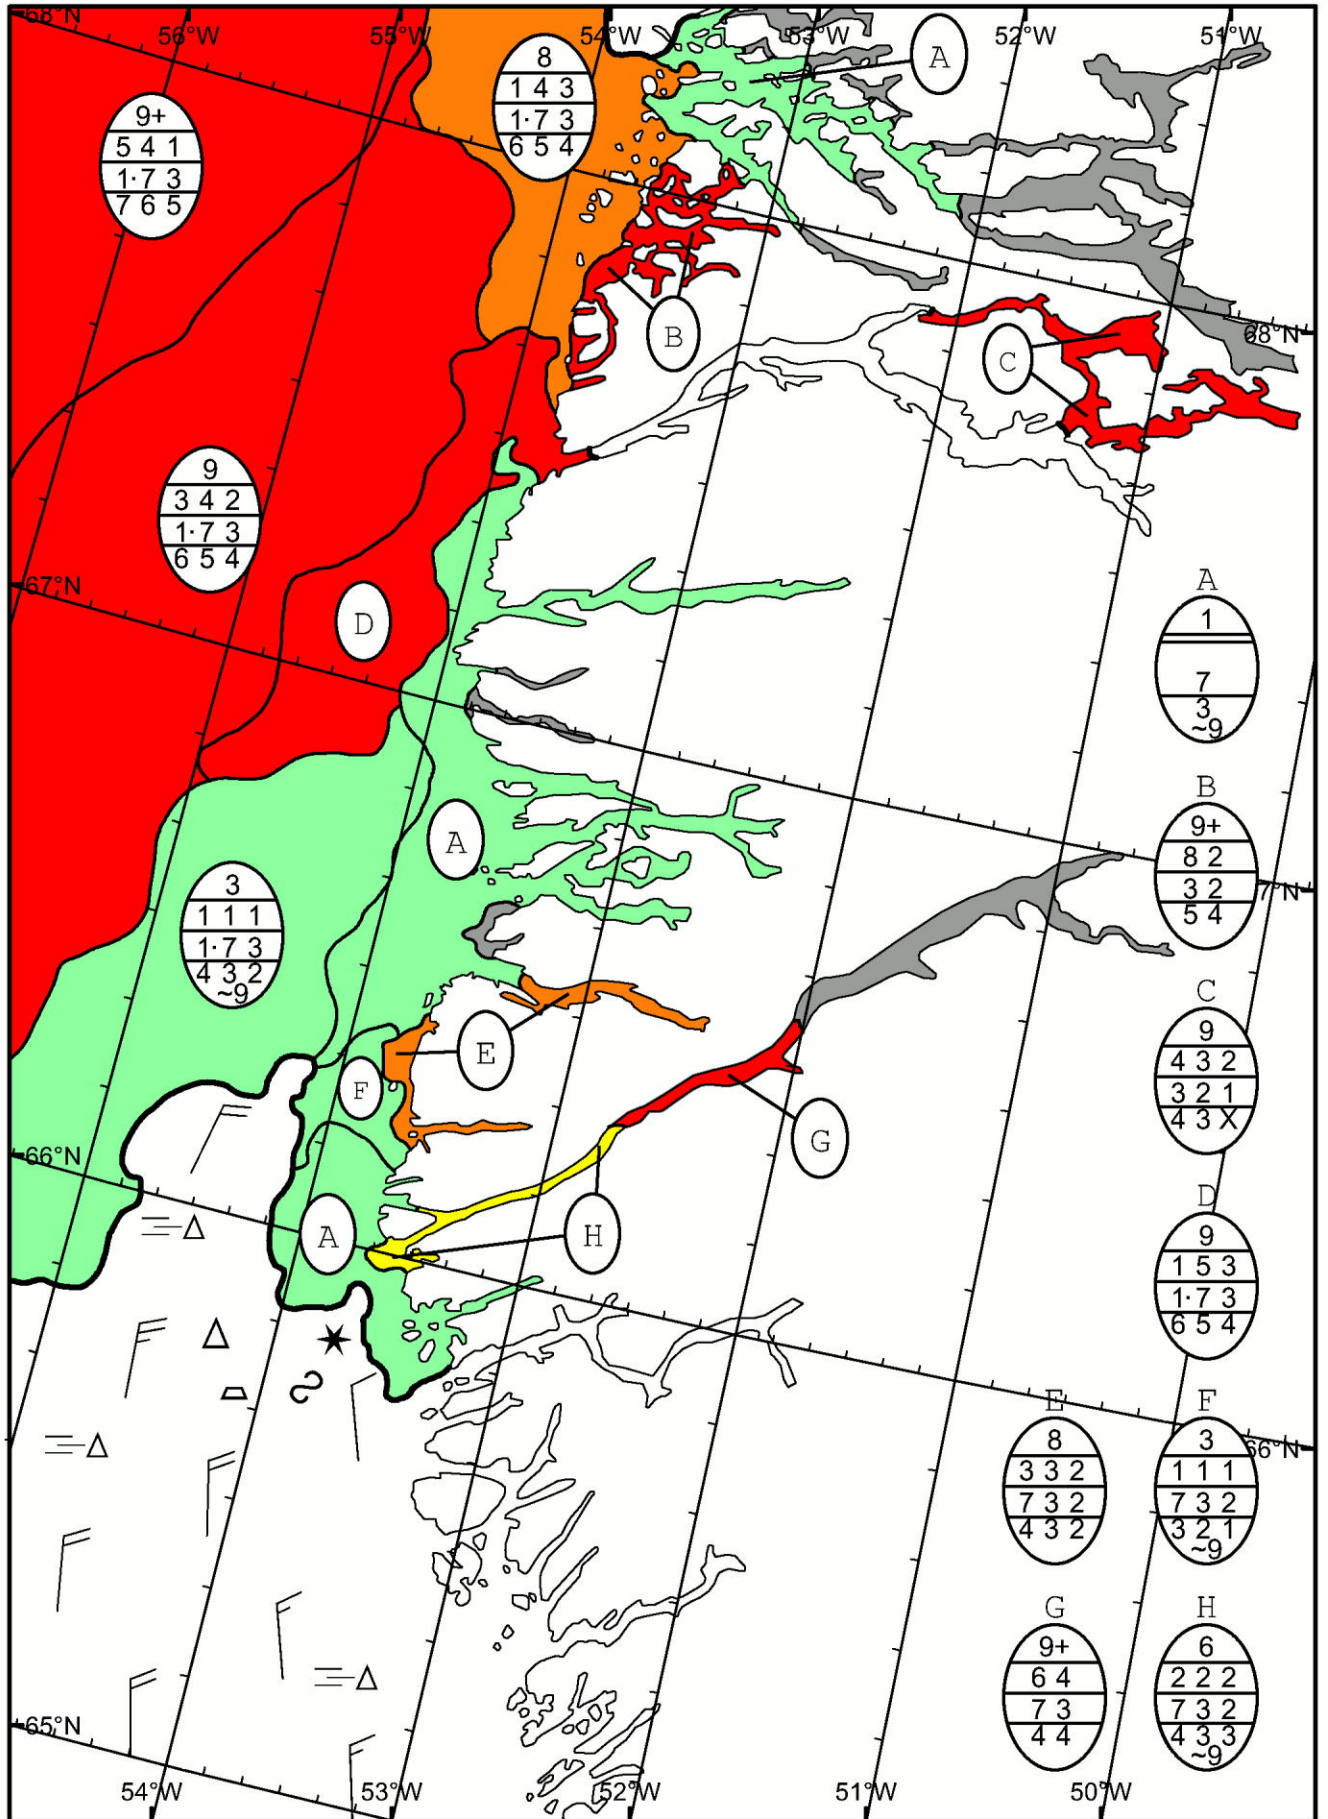 68°N
56°W
55°W
54°W
53°W
52°W
51°W
8
1 4 3
1·7 3
6 5 4
A
9+
5 4 1
1·7 3
7 6 5
B
68°N
C
9
3 4 2
1·7 3
6 5 4
67°N
D
A
1
7
3
~9
A
B
9+
8 2
3 2
5 4
7°N
3
1 1 1
1·7 3
4 3 2
~9
C
9
4 3 2
3 2 1
4 3 X
E
F
G
66°N
A
H
D
9
1 5 3
1·7 3
6 5 4
E
8
3 3 2
7 3 2
4 3 2
F
3
1 1 1
7 3 2
3 2 1
~9
66°N
G
9+
6 4
7 3
4 4
H
6
2 2 2
7 3 2
4 3 3
~9
65°N
54°W
53°W
52°W
51°W
50°W